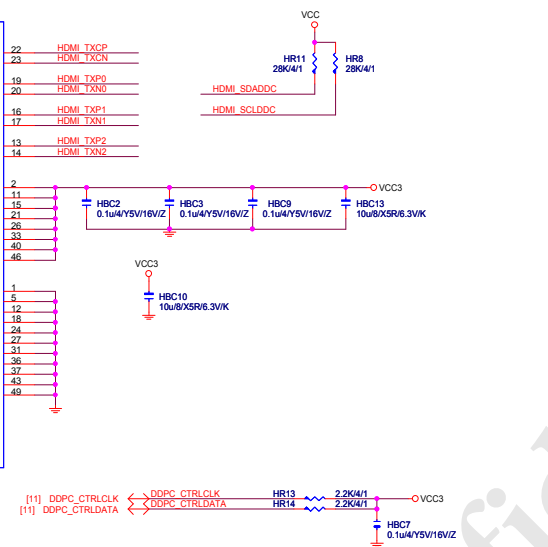 VCC
22 HDMI_TXCP
23 HDMI_TXCN
HR11 HR8
28K/4/1 28K/4/1
19 HDMI_TXP0
20 HDMI_TXN0
HDMI_SDADDC
16 HDMI_TXP1
17 HDMI_TXN1
HDMI_SCLDDC
13 HDMI_TXP2
14 HDMI_TXN2
2
VCC3
11
15
21
26
33
40
46
HBC2 HBC3 HBC9 HBC13
0.1u/4/Y5V/16V/Z 0.1u/4/Y5V/16V/Z 0.1u/4/Y5V/16V/Z 10u/8/X5R/6.3V/K
VCC3
HBC10
10u/8/X5R/6.3V/K
1
5
12
18
24
27
31
36
37
43
49
[11] DDPC_CTRLCLK DDPC_CTRLCLK HR13 2.2K/4/1 VCC3
[11] DDPC_CTRLDATA DDPC_CTRLDATA HR14 2.2K/4/1
HBC7
0.1u/4/Y5V/16V/Z